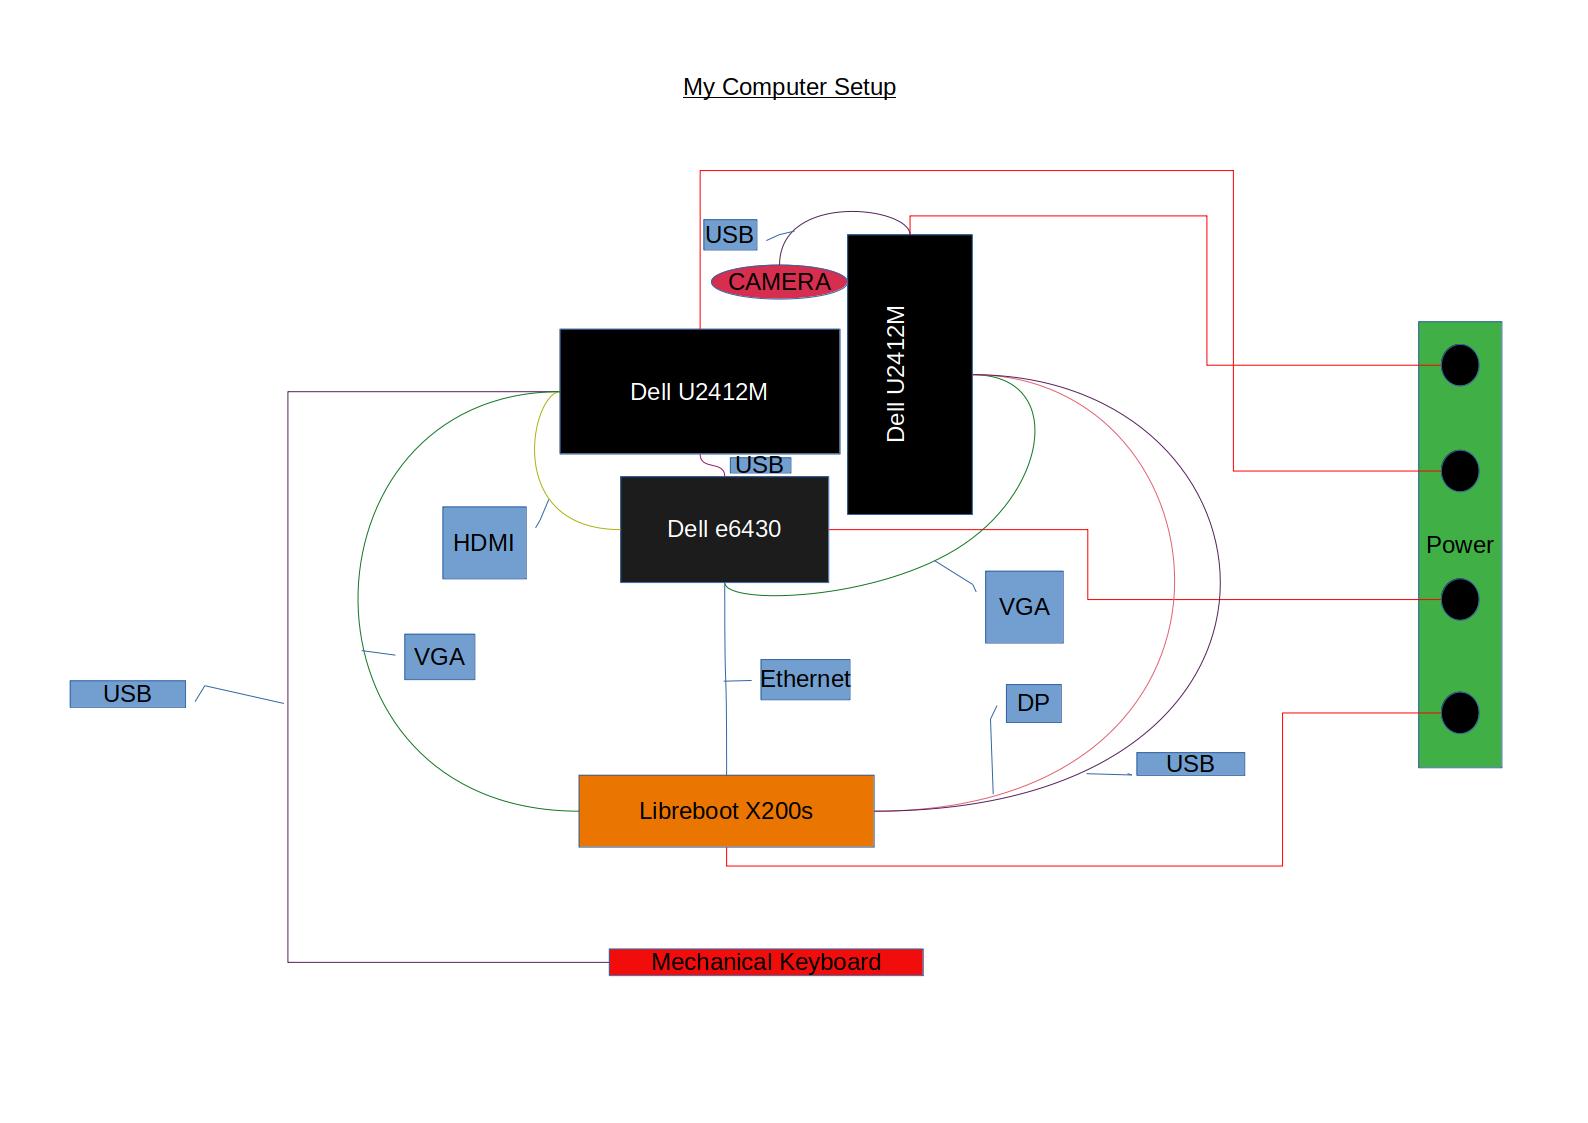 My Computer Setup
USB
CAMERA
Dell U2412M
Dell U2412M
USB
Dell e6430
HDMI
Power
VGA
VGA
Ethernet
USB
DP
USB
Libreboot X200s
Mechanical Keyboard